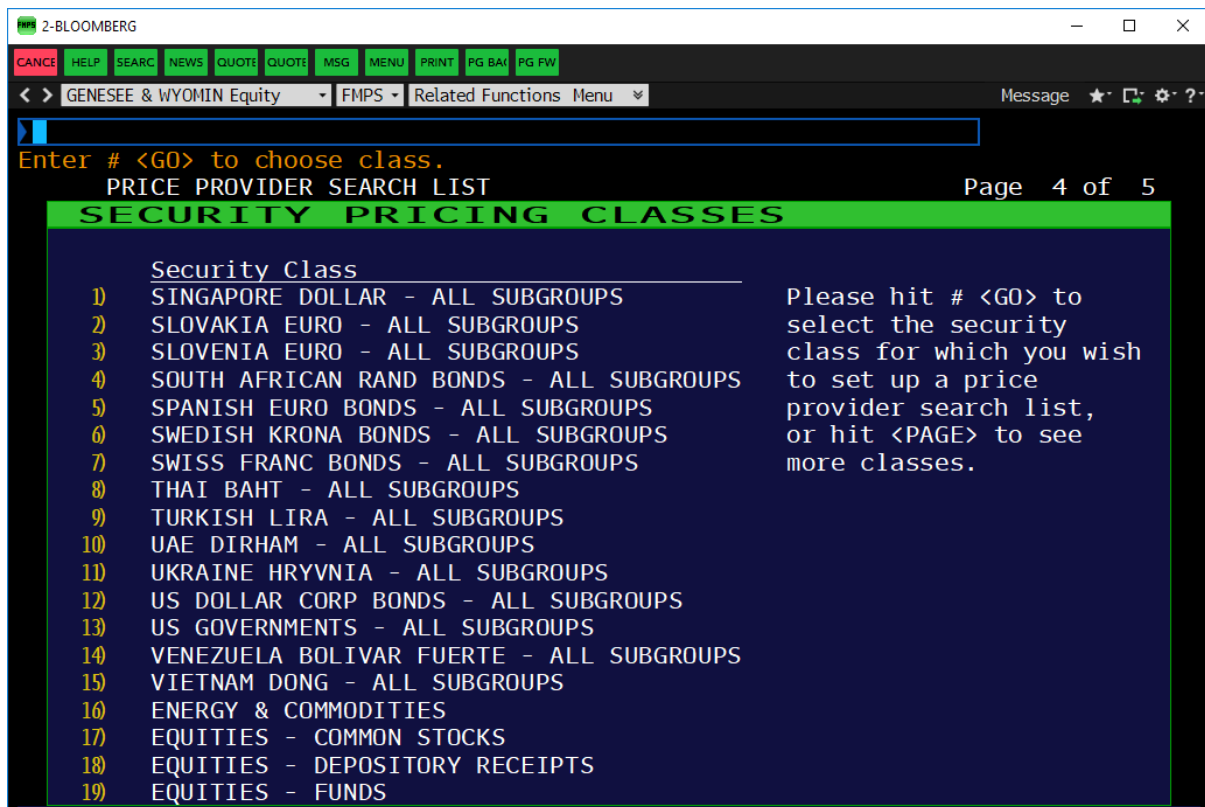 FMPS 2-BLOOMBERG
CANCE HELP SEARC NEWS QUOTE QUOTE MSG MENU PRINT PG BA( PG FW
< > GENESEE & WYOMIN Equity FMPS Related Functions Menu Message ?
Enter # <GO> to choose class.
PRICE PROVIDER SEARCH LIST Page 4 of 5
SECURITY PRICING CLASSES
Security Class
1) SINGAPORE DOLLAR - ALL SUBGROUPS Please hit # <GO> to
2) SLOVAKIA EURO - ALL SUBGROUPS select the security
3) SLOVENIA EURO - ALL SUBGROUPS class for which you wish
4) SOUTH AFRICAN RAND BONDS - ALL SUBGROUPS to set up a price
5) SPANISH EURO BONDS - ALL SUBGROUPS provider search list,
6) SWEDISH KRONA BONDS - ALL SUBGROUPS or hit <PAGE> to see
7) SWISS FRANC BONDS - ALL SUBGROUPS more classes.
8) THAI BAHT - ALL SUBGROUPS
9) TURKISH LIRA - ALL SUBGROUPS
10) UAE DIRHAM - ALL SUBGROUPS
11) UKRAINE HRYVNIA - ALL SUBGROUPS
12) US DOLLAR CORP BONDS - ALL SUBGROUPS
13) US GOVERNMENTS - ALL SUBGROUPS
14) VENEZUELA BOLIVAR FUERTE - ALL SUBGROUPS
15) VIETNAM DONG - ALL SUBGROUPS
16) ENERGY & COMMODITIES
17) EQUITIES - COMMON STOCKS
18) EQUITIES - DEPOSITORY RECEIPTS
19) EQUITIES - FUNDS